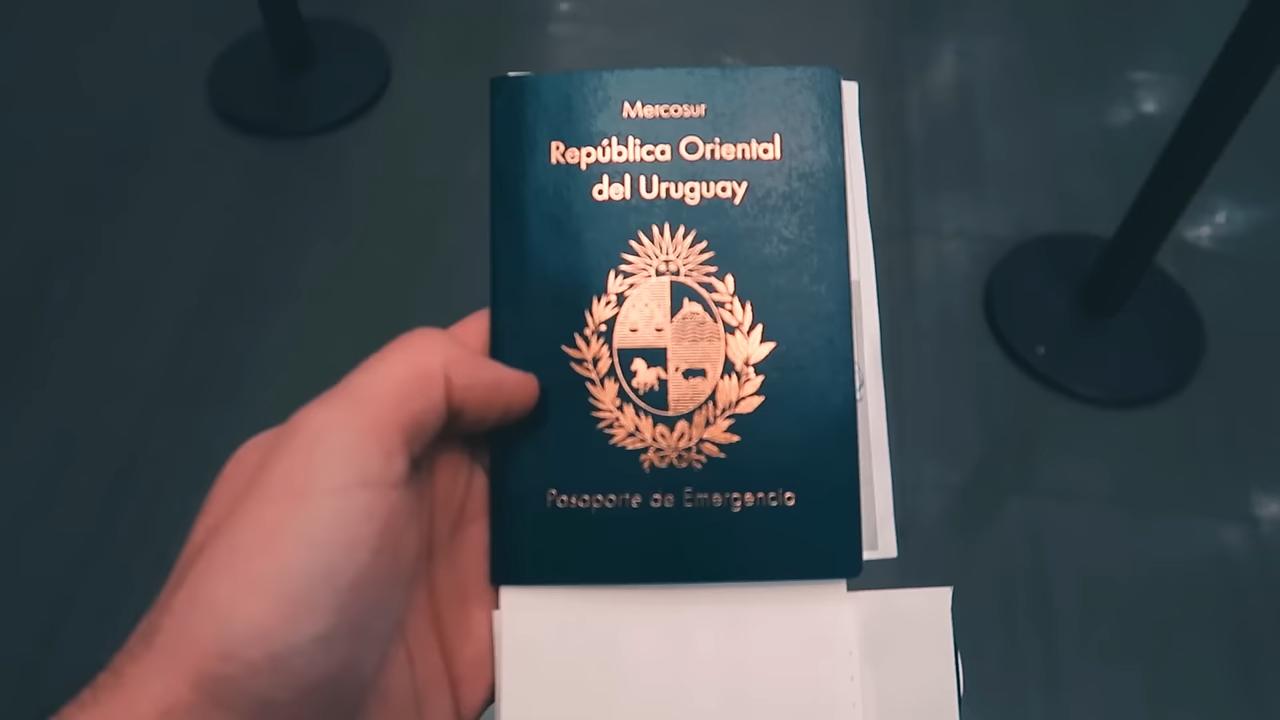 Mercosur
República Oriental
del Uruguay
Pasaporte de Emergencia